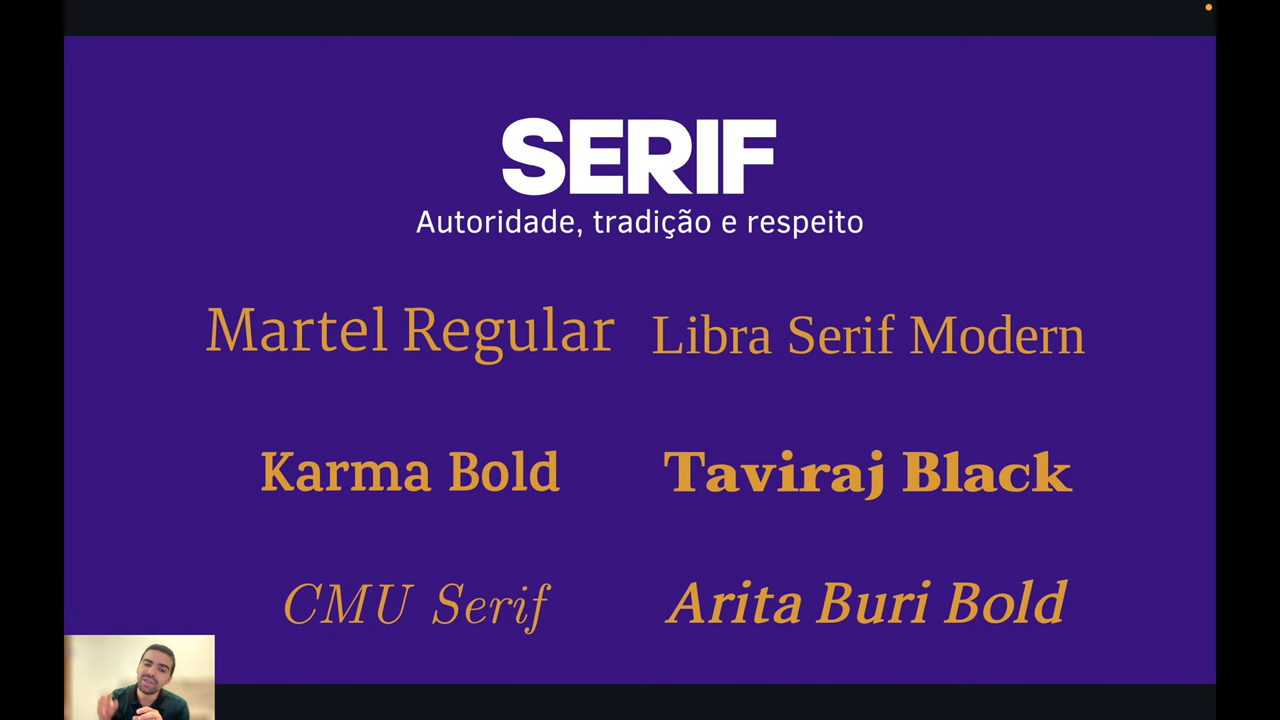 SERIF
Autoridade, tradição e respeito
Martel Regular Libra Serif Modern
Karma Bold Taviraj Black
CMU Serif Arita Buri Bold